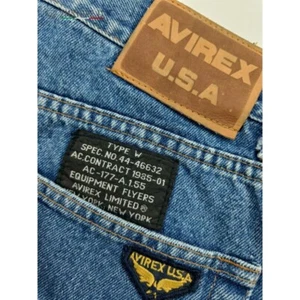 AVIREX
U.S.A
TYPE W
SPEC.NO.44-46632
AC.CONTRACT 1985-01
AC-177-A.1.55
EQUIPMENT FLYERS
AVIREX LIMITED®
YORK, NEW YORK
AVIREX U.S.A